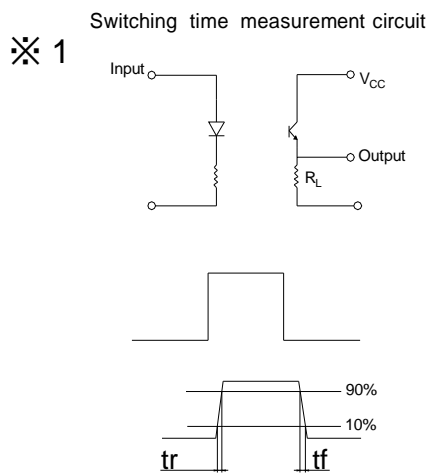 Switching time measurement circuit
※ 1
Input
VCC
Output
RL
90%
10%
tr tf